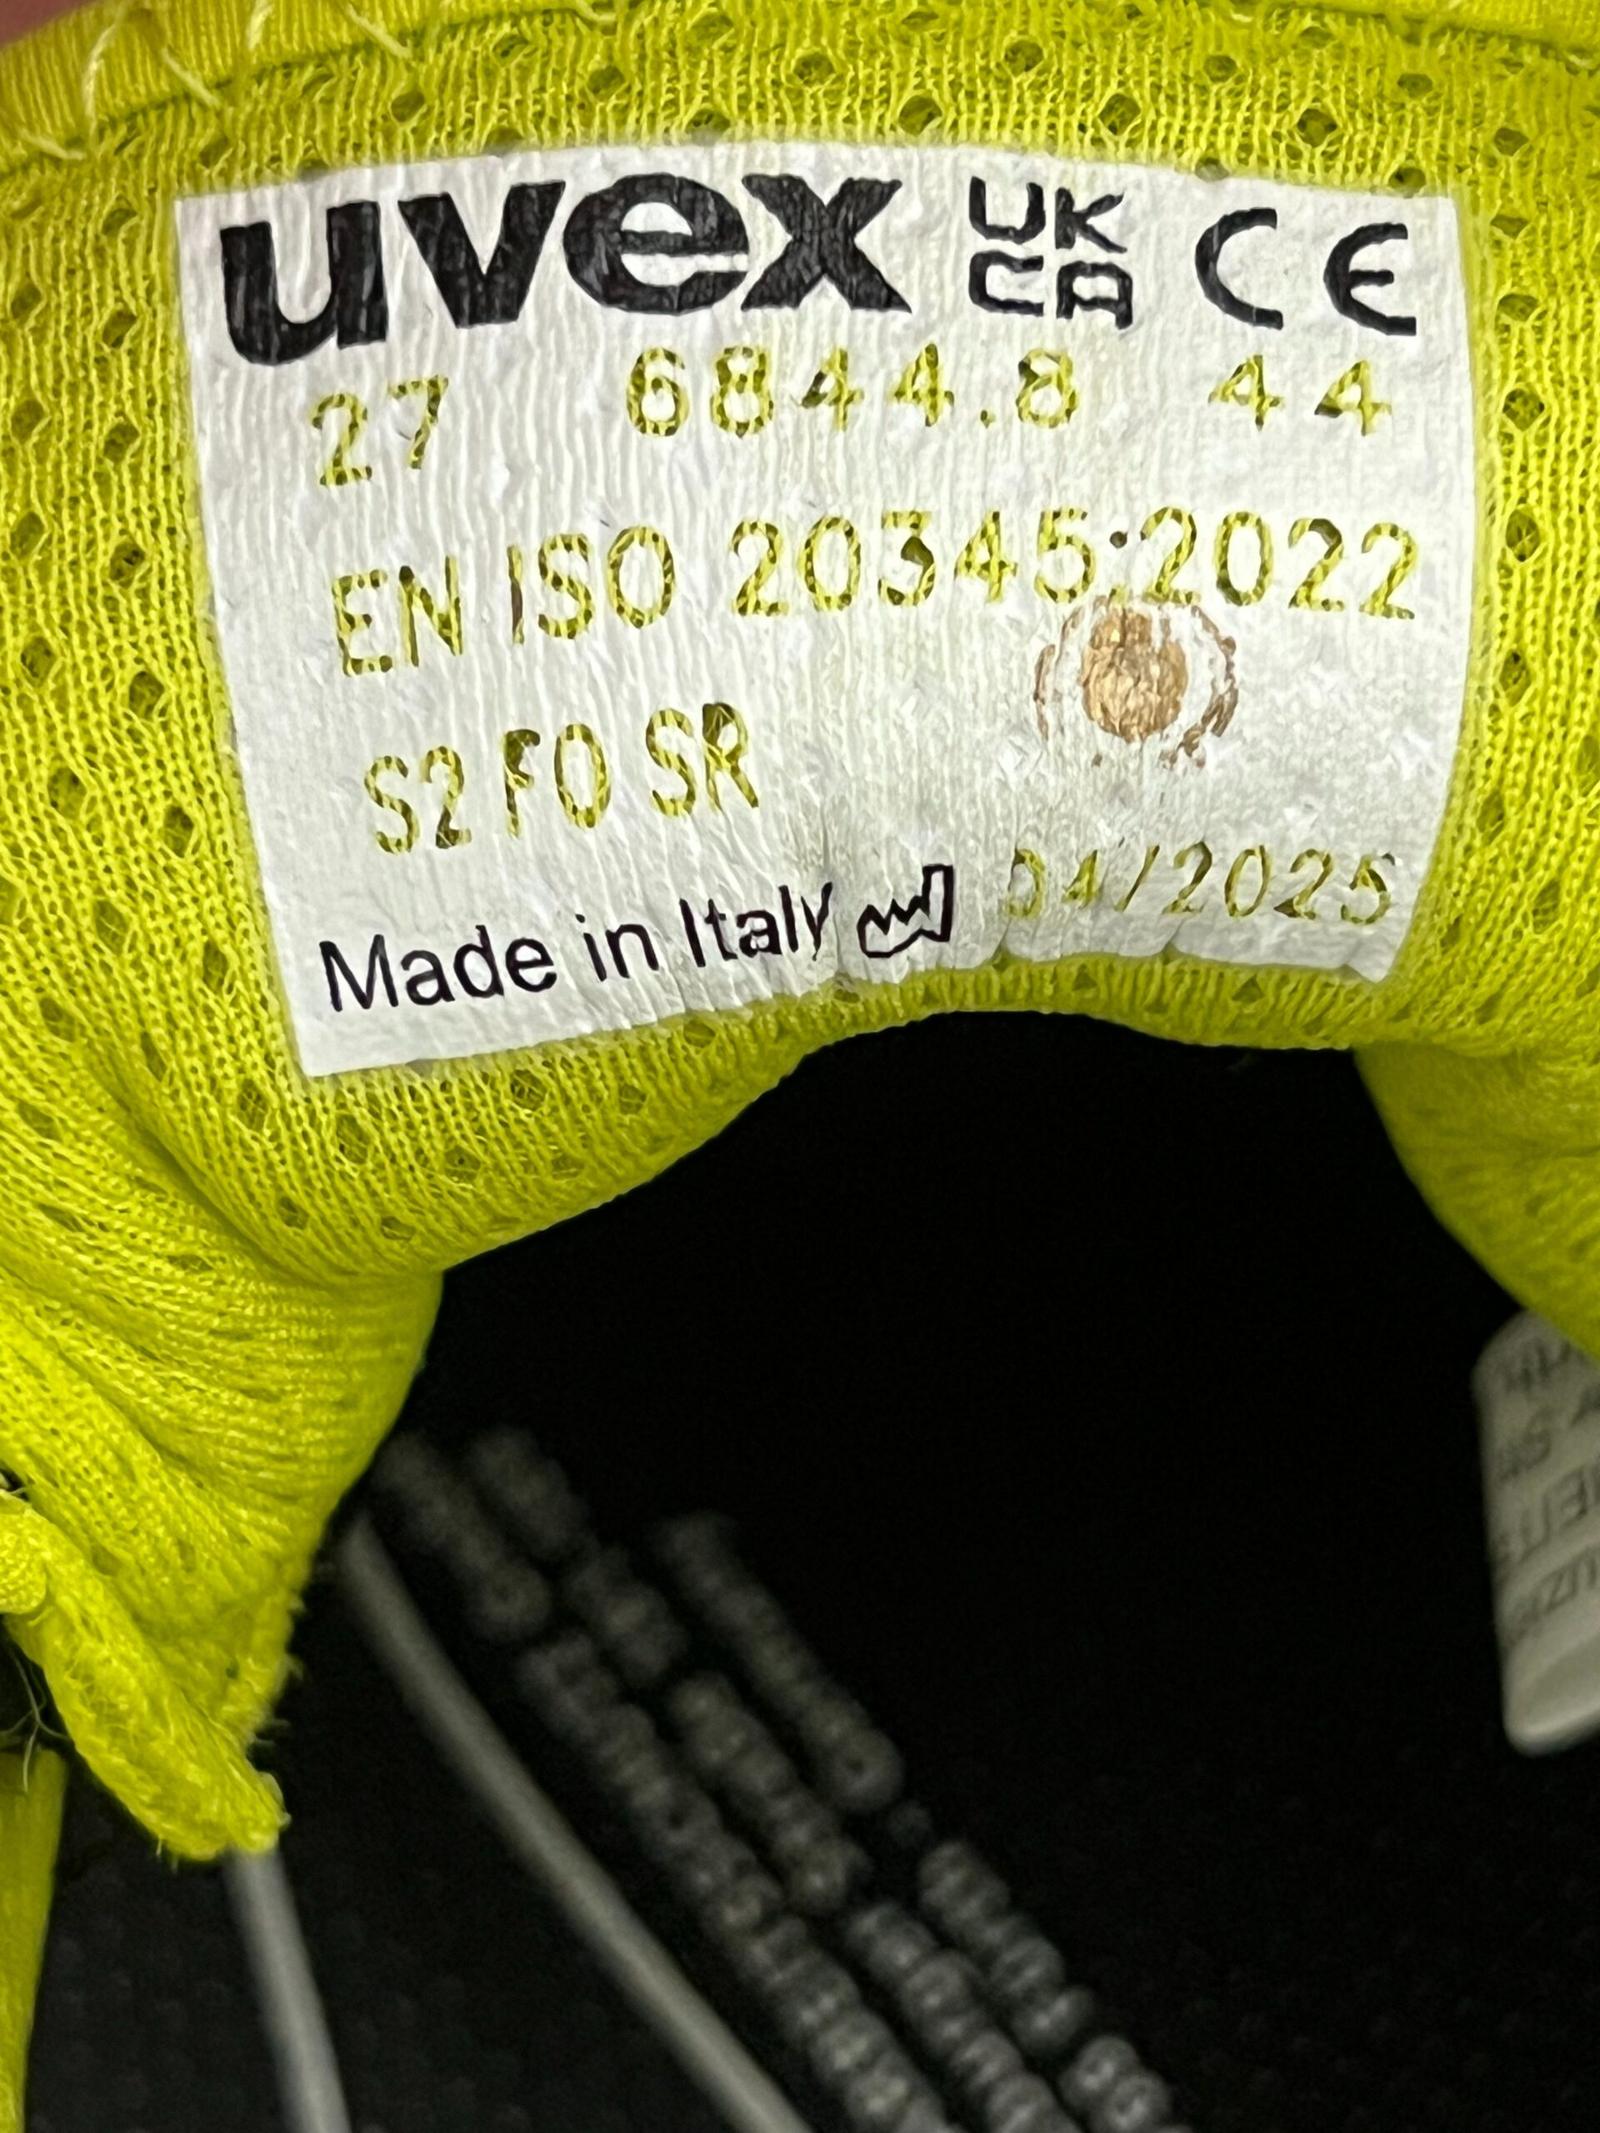 uvex UK CA CE
27 6844.8 44
EN ISO 20345:2022
S2 FO SR
Made in Italy 04/2025